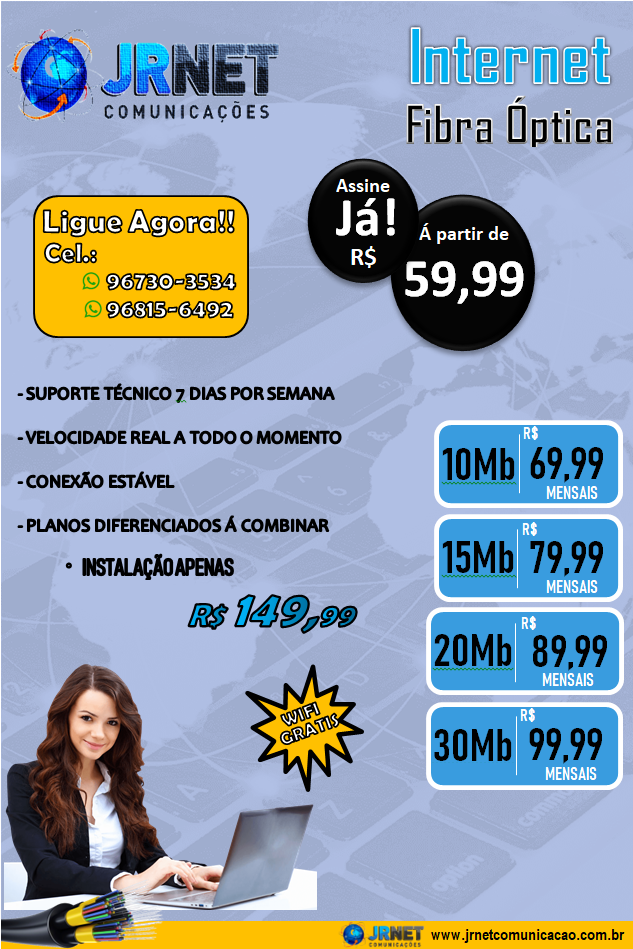 JRNET
COMUNICAÇÕES
Internet
Fibra Óptica
Ligue Agora!!
Cel.:
96730-3534
96815-6492
Assine
Já!
R$
Á partir de
59,99
- SUPORTE TÉCNICO 7 DIAS POR SEMANA
- VELOCIDADE REAL A TODO O MOMENTO
- CONEXÃO ESTÁVEL
- PLANOS DIFERENCIADOS Á COMBINAR
• INSTALAÇÃO APENAS
R$ 149,99
10Mb R$ 69,99
MENSAIS
15Mb R$ 79,99
MENSAIS
20Mb R$ 89,99
MENSAIS
30Mb R$ 99,99
MENSAIS
WIFI
GRATIS
command
option
JRNET
COMUNICAÇÕES
www.jrnetcomunicacao.com.br